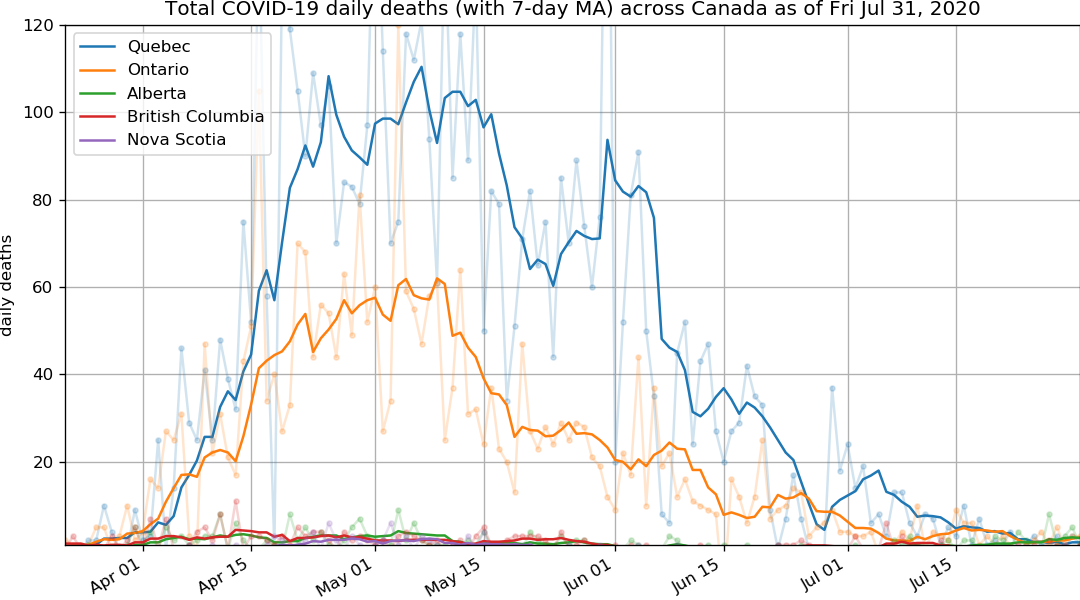 Total COVID-19 daily deaths (with 7-day MA) across Canada as of Fri Jul 31, 2020
daily deaths
120
100
80
60
40
20
Quebec
Ontario
Alberta
British Columbia
Nova Scotia
Apr 01
Apr 15
May 01
May 15
Jun 01
Jun 15
Jul 01
Jul 15